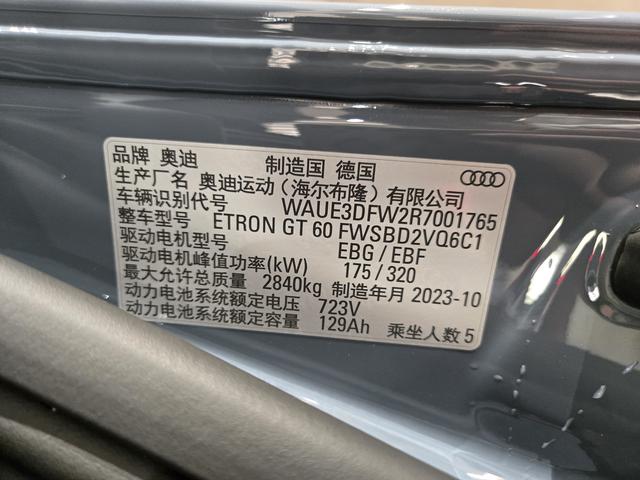 品牌 奥迪 制造国 德国
生产厂名 奥迪运动(海尔布隆)有限公司
车辆识别代号 WAUE3DFW2R7001765
整车型号 ETRON GT 60 FWSBD2VQ6C1
驱动电机型号 EBG / EBF
驱动电机峰值功率(kW) 175 / 320
最大允许总质量 2840kg 制造年月 2023-10
动力电池系统额定电压 723V
动力电池系统额定容量 129Ah 乘坐人数 5